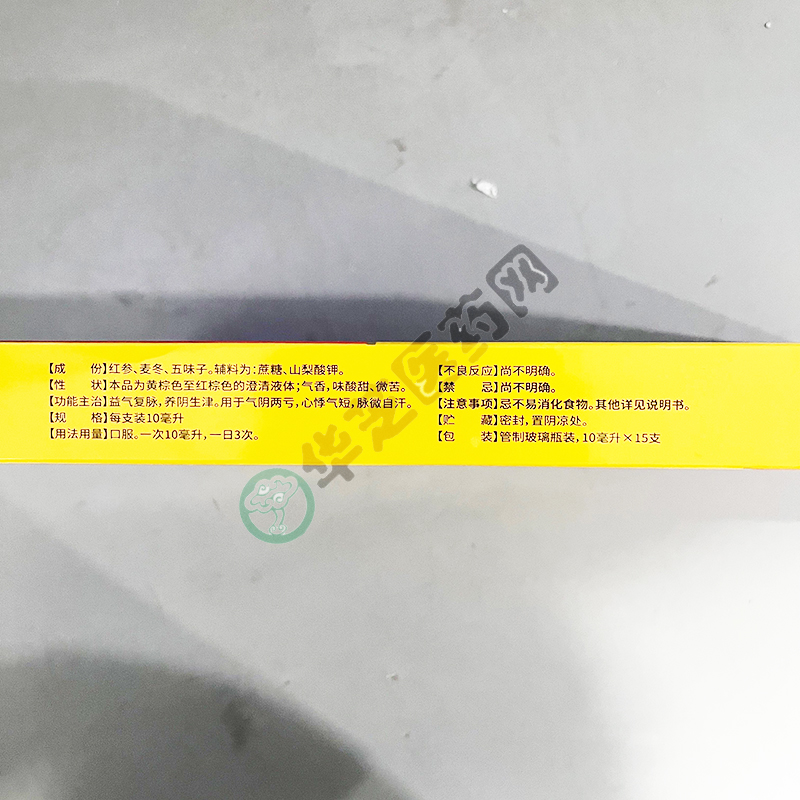 【成 份】红参、麦冬、五味子。辅料为:蔗糖、山梨酸钾。
【性 状】本品为黄棕色至红棕色的澄清液体;气香,味酸甜、微苦。
【功能主治】益气复脉,养阴生津。用于气阴两亏,心悸气短,脉微自汗。
【规 格】每支装10毫升
【用法用量】口服。一次10毫升,一日3次。
【不良反应】尚不明确。
【禁 忌】尚不明确。
【注意事项】忌不易消化食物。其他详见说明书。
【贮 藏】密封,置阴凉处。
【包 装】管制玻璃瓶装,10毫升×15支
华芝医药网